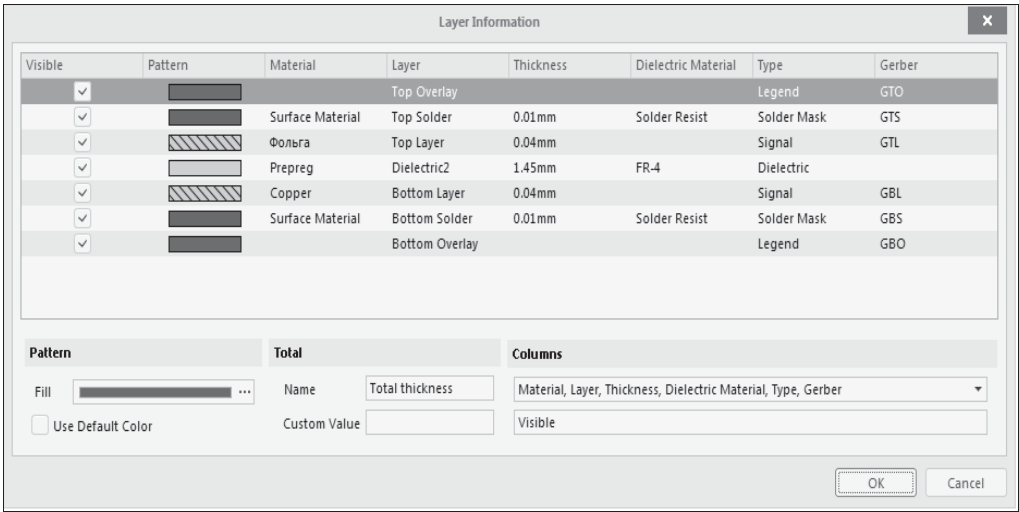 Layer Information
Visible Pattern Material Layer Thickness Dielectric Material Type Gerber
Top Overlay Legend GTO
Surface Material Top Solder 0.01mm Solder Resist Solder Mask GTS
Фольга Top Layer 0.04mm Signal GTL
Prepreg Dielectric2 1.45mm FR-4 Dielectric
Copper Bottom Layer 0.04mm Signal GBL
Surface Material Bottom Solder 0.01mm Solder Resist Solder Mask GBS
Bottom Overlay Legend GBO
Pattern Total Columns
Fill ... Name Total thickness Material, Layer, Thickness, Dielectric Material, Type, Gerber
Use Default Color Custom Value Visible
OK Cancel